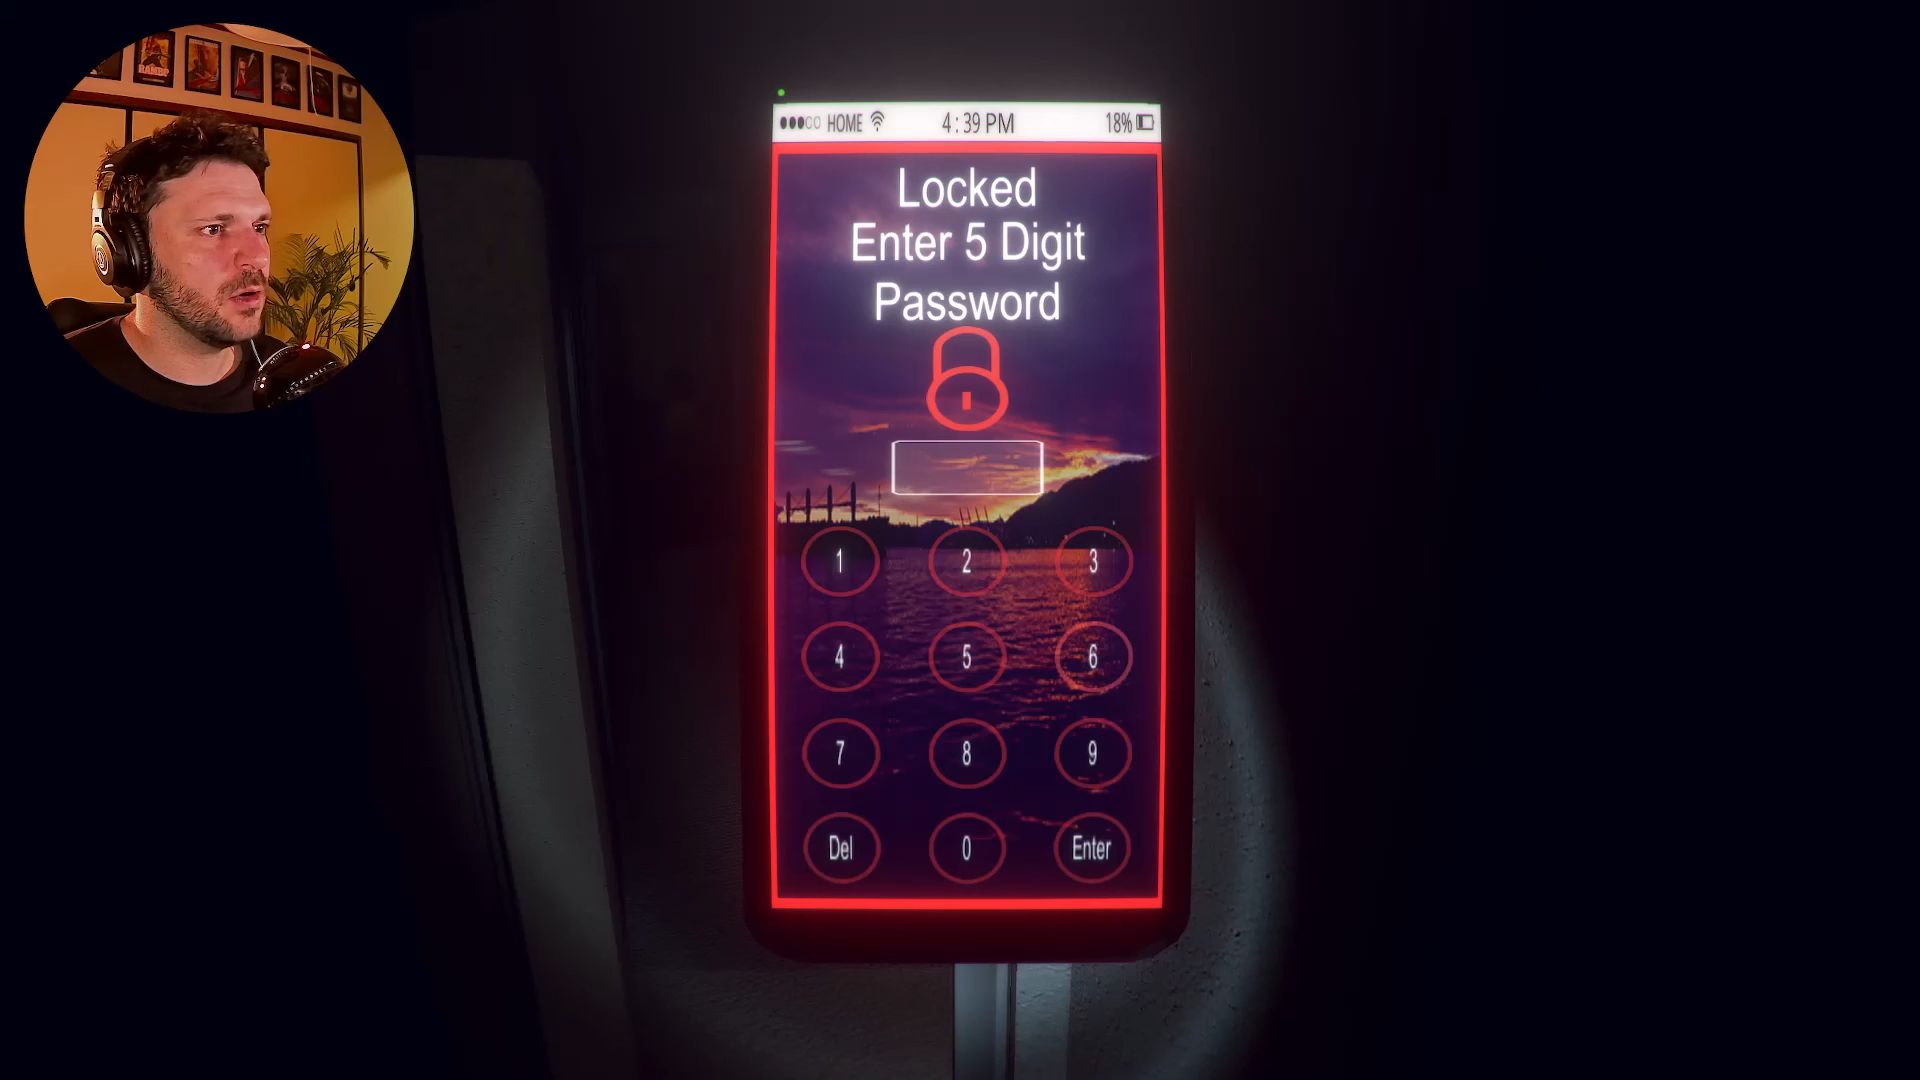 RAMBO
HOME 4:39 PM 18%
Locked
Enter 5 Digit
Password
1 2 3
4 5 6
7 8 9
Del 0 Enter